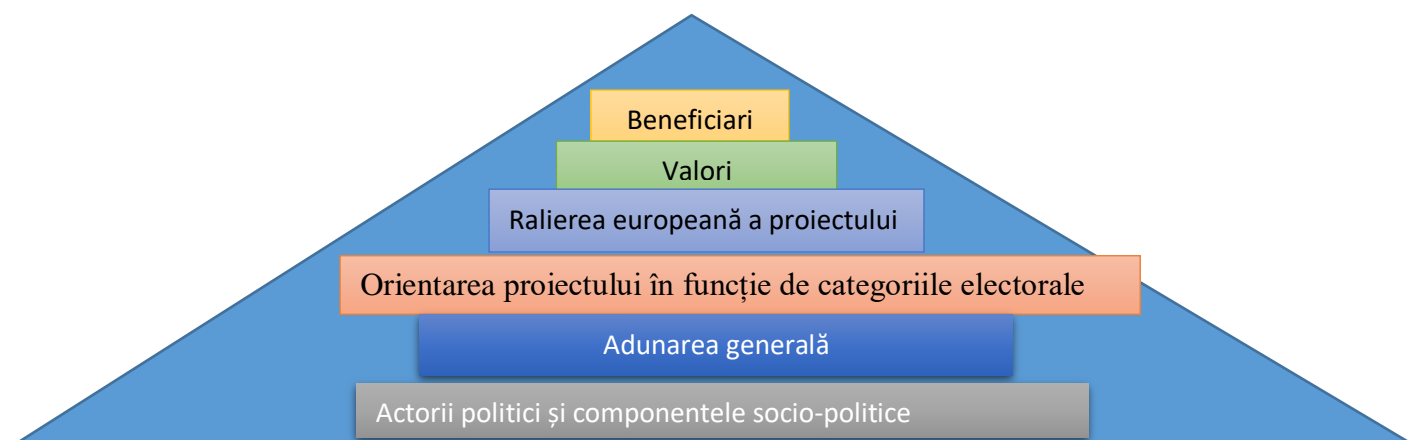 Beneficiari
Valori
Ralierea europeană a proiectului
Orientarea proiectului în funcție de categoriile electorale
Adunarea generală
Actorii politici și componentele socio-politice